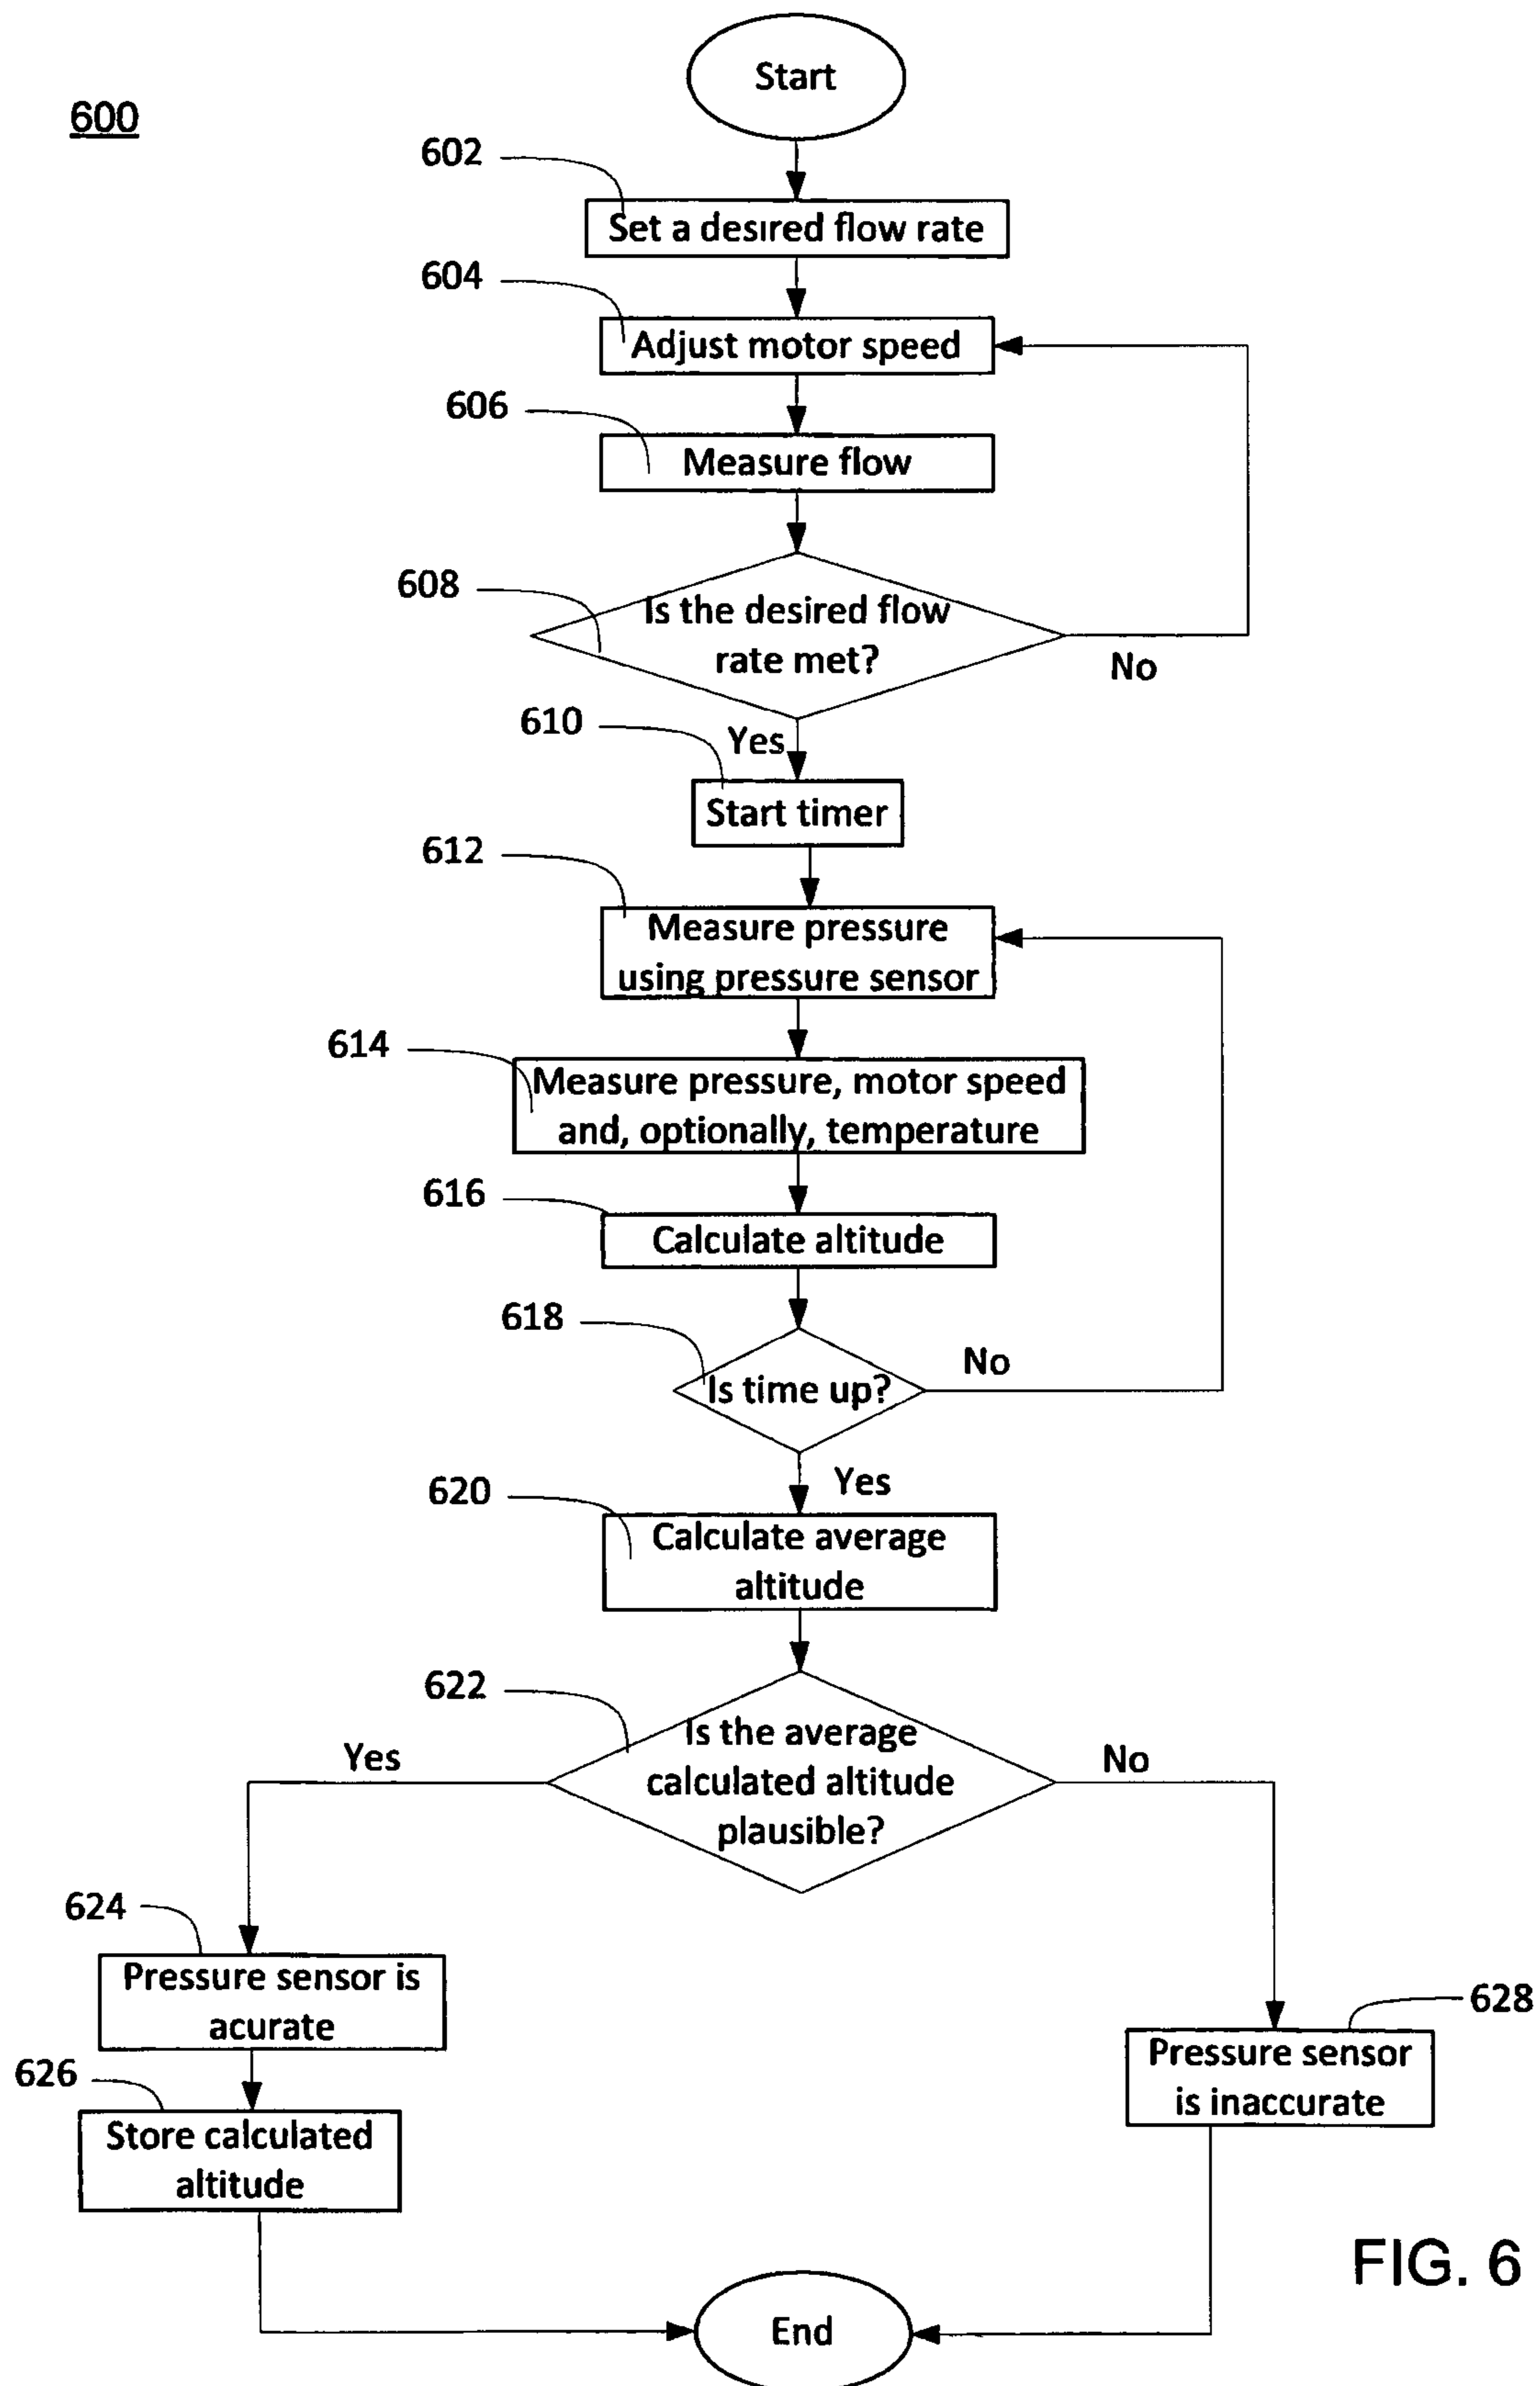 Start
600
602
Set a desired flow rate
604
Adjust motor speed
606
Measure flow
608
Is the desired flow
rate met?
No
610
Yes
Start timer
612
Measure pressure
using pressure sensor
614
Measure pressure, motor speed
and, optionally, temperature
616
Calculate altitude
618
No
Is time up?
Yes
620
Calculate average
altitude
622
Is the average
calculated altitude
plausible?
Yes
No
624
Pressure sensor is
acurate
628
Pressure sensor
is inaccurate
626
Store calculated
altitude
FIG. 6
End